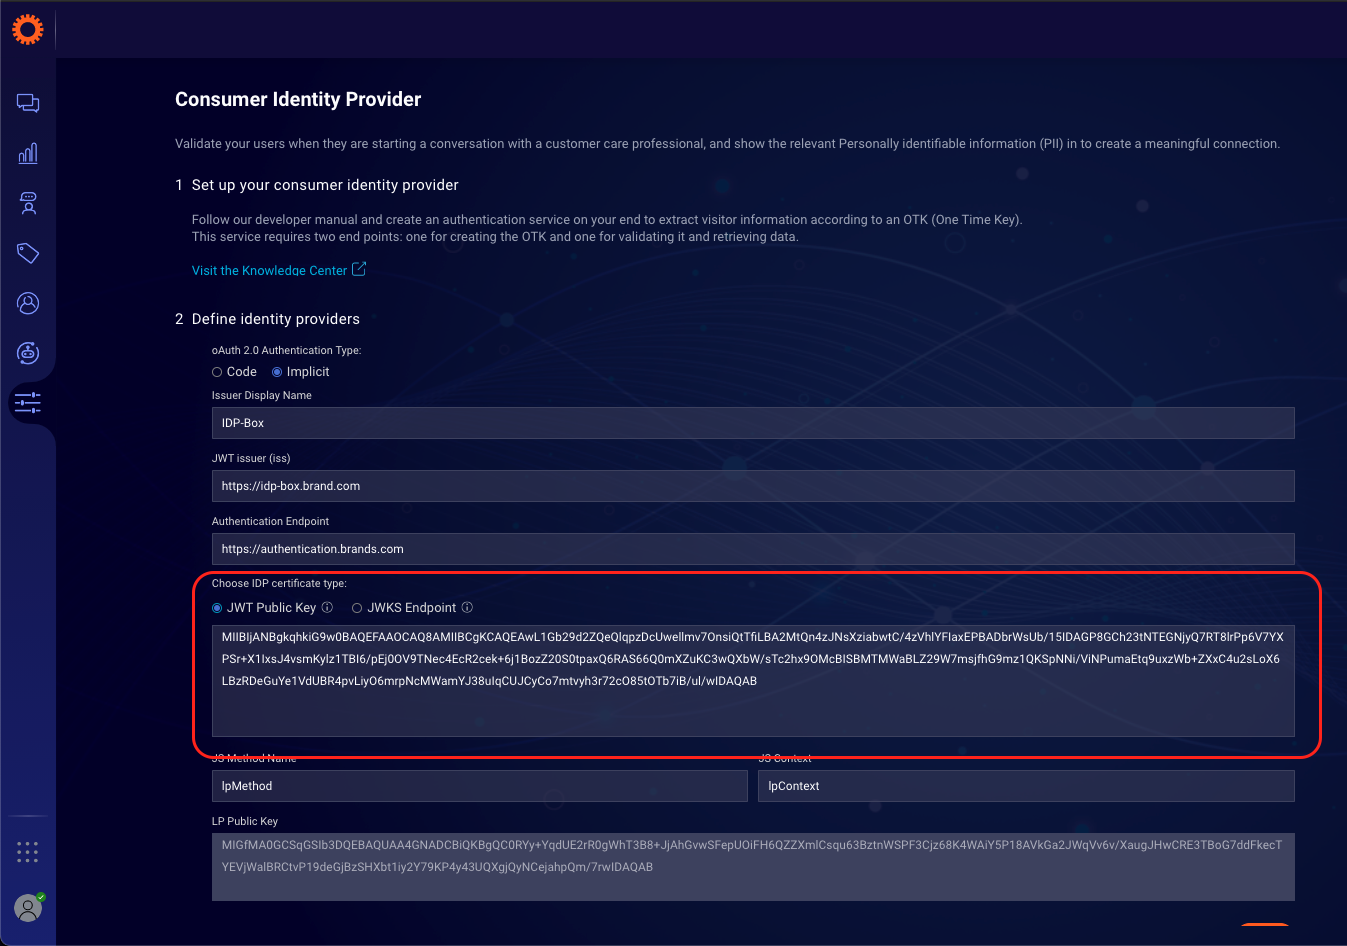 Consumer Identity Provider
Validate your users when they are starting a conversation with a customer care professional, and show the relevant Personally identifiable information (PII) in to create a meaningful connection.
1 Set up your consumer identity provider
Follow our developer manual and create an authentication service on your end to extract visitor information according to an OTK (One Time Key).
This service requires two end points: one for creating the OTK and one for validating it and retrieving data.
Visit the Knowledge Center
2 Define identity providers
oAuth 2.0 Authentication Type:
Code Implicit
Issuer Display Name
IDP-Box
JWT issuer (iss)
https://idp-box.brand.com
Authentication Endpoint
https://authentication.brands.com
Choose IDP certificate type:
JWT Public Key JWKS Endpoint
MIIBIjANBgkqhkiG9w0BAQEFAAOCAQ8AMIIBCgKCAQEAwL1Gb29d2ZQeQlqpzDcUwellmv7OnsiQtTfiLBA2MtQn4zJNsXziabwtC/4zVhlYFIaxEPBADbrWsUb/15IDAGP8GCh23tNTEGNjyQ7RT8lrPp6V7YX
PSr+X1IxsJ4vsmKylz1TBI6/pEj0OV9TNec4EcR2cek+6j1BozZ20S0tpaxQ6RAS66Q0mXZuKC3wQXbW/sTc2hx9OMcBISBMTMWaBLZ29W7msjfhG9mz1QKSpNNi/ViNPumaEtq9uxzWb+ZXxC4u2sLoX6
LBzRDeGuYe1VdUBR4pvLiyO6mrpNcMWamYJ38uIqCUJCyCo7mtvyh3r72cO85tOTb7iB/ul/wIDAQAB
JS Method Name JS Context
lpMethod lpContext
LP Public Key
MIGfMA0GCSqGSIb3DQEBAQUAA4GNADCBiQKBgQC0RYy+YqdUE2rR0gWhT3B8+JjAhGvwSFepUOiFH6QZZXmlCsqu63BztnWSPF3Cjz68K4WAiY5P18AVkGa2JWqVv6v/XaugJHwCRE3TBoG7ddFkecT
YEVjWalBRCtvP19deGjBzSHXbt1iy2Y79KP4y43UQXgjQyNCejahpQm/7rwIDAQAB